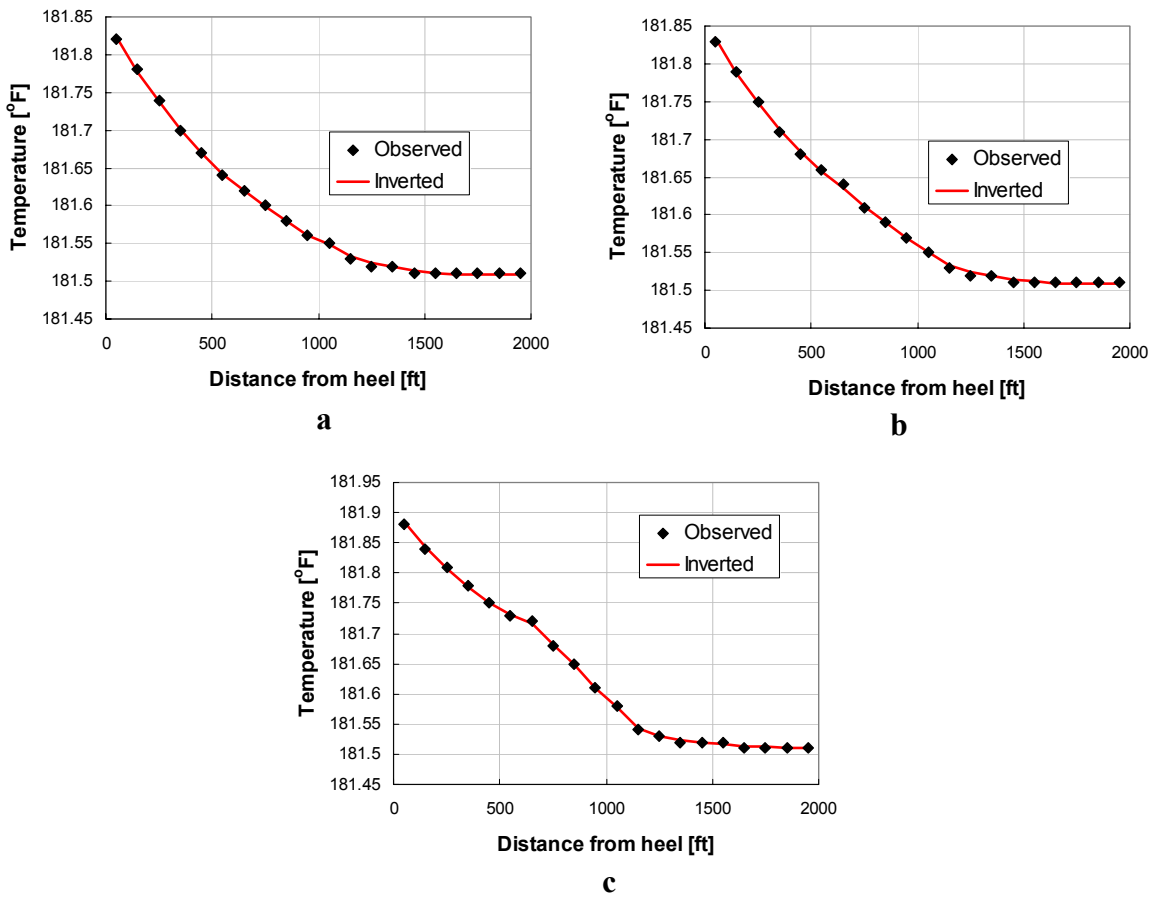 181.85
181.8
181.75
181.7
181.65
181.6
181.55
181.5
181.45
Temperature [°F]
Observed
Inverted
0 500 1000 1500 2000
Distance from heel [ft]
a
181.85
181.8
181.75
181.7
181.65
181.6
181.55
181.5
181.45
Temperature [°F]
Observed
Inverted
0 500 1000 1500 2000
Distance from heel [ft]
b
181.95
181.9
181.85
181.8
181.75
181.7
181.65
181.6
181.55
181.5
181.45
Temperature [°F]
Observed
Inverted
0 500 1000 1500 2000
Distance from heel [ft]
c